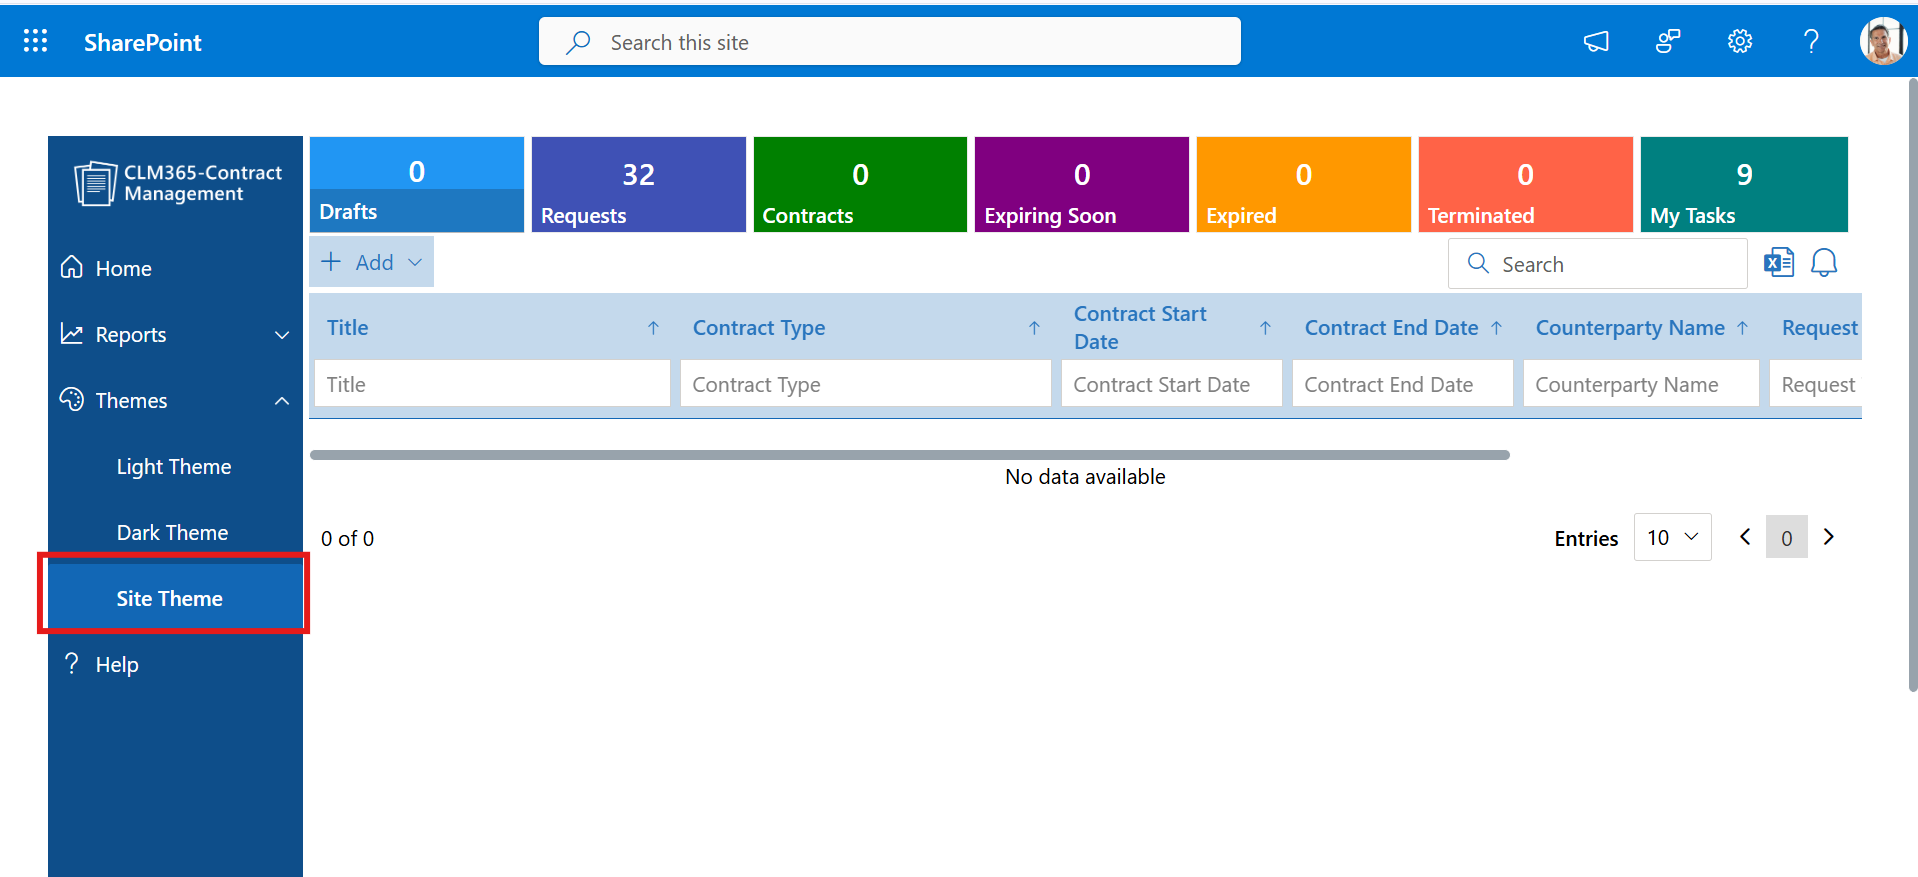 SharePoint
Search this site
CLM365-Contract
Management
0
Drafts
32
Requests
0
Contracts
0
Expiring Soon
0
Expired
0
Terminated
9
My Tasks
Home
Reports
Themes
Light Theme
Dark Theme
Site Theme
Help
Add
Search
Title
Contract Type
Contract Start
Date
Contract End Date
Counterparty Name
Request
Title
Contract Type
Contract Start Date
Contract End Date
Counterparty Name
Request
No data available
0 of 0
Entries
10
0